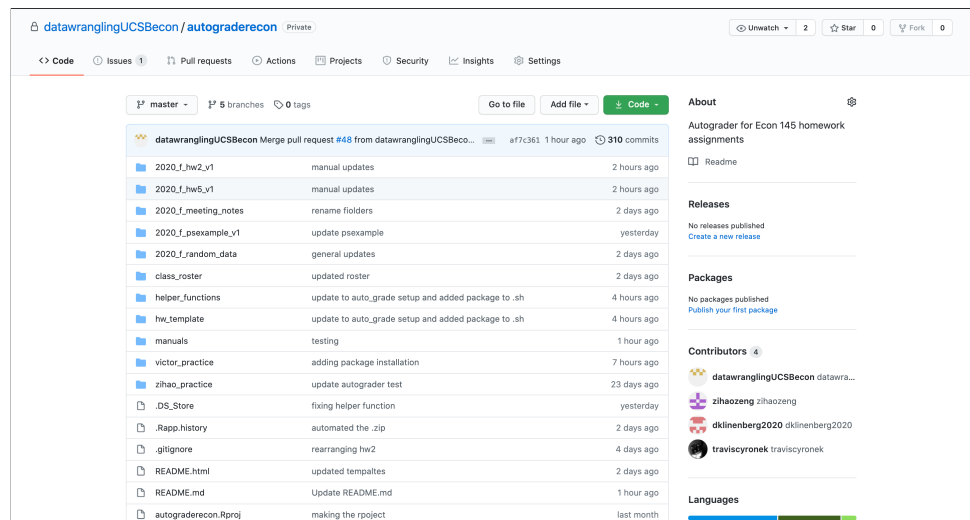 datawranglingUCSBecon / autograderecon Private
Unwatch 2 Star 0 Fork 0
Code Issues 1 Pull requests Actions Projects Security Insights Settings
master 5 branches 0 tags Go to file Add file Code
datawranglingUCSBecon Merge pull request #48 from datawranglingUCSBeco... af7c361 1 hour ago 310 commits
2020_f_hw2_v1 manual updates 2 hours ago
2020_f_hw5_v1 manual updates 2 hours ago
2020_f_meeting_notes rename fiolders 2 days ago
2020_f_psexample_v1 update psexample yesterday
2020_f_random_data general updates 2 days ago
class_roster updated roster 2 days ago
helper_functions update to auto_grade setup and added package to .sh 4 hours ago
hw_template update to auto_grade setup and added package to .sh 4 hours ago
manuals testing 1 hour ago
victor_practice adding package installation 7 hours ago
zihao_practice update autograder test 23 days ago
.DS_Store fixing helper function yesterday
.Rapp.history automated the .zip 2 days ago
.gitignore rearranging hw2 4 days ago
README.html updated tempaltes 2 days ago
README.md Update README.md 1 hour ago
autograderecon.Rproj making the rpoject last month
About
Autograder for Econ 145 homework
assignments
Readme
Releases
No releases published
Create a new release
Packages
No packages published
Publish your first package
Contributors 4
datawranglingUCSBecon datawra...
zihaozeng zihaozeng
dklinenberg2020 dklinenberg2020
traviscyronek traviscyronek
Languages